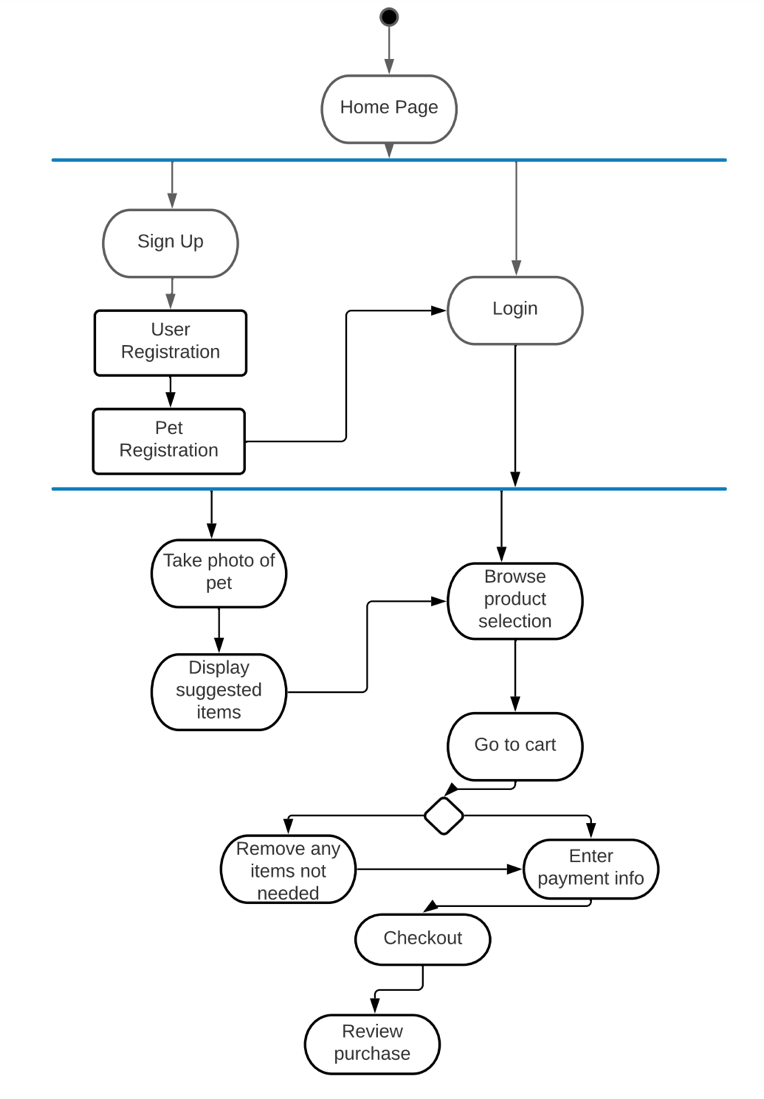 Home Page
Sign Up
User
Registration
Login
Pet
Registration
Take photo of
pet
Browse
product
selection
Display
suggested
items
Go to cart
Remove any
items not
needed
Enter
payment info
Checkout
Review
purchase